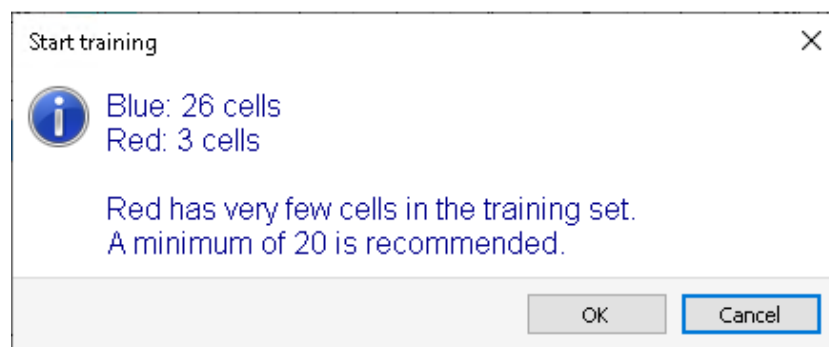 Start training
Blue: 26 cells
Red: 3 cells
Red has very few cells in the training set.
A minimum of 20 is recommended.
OK
Cancel